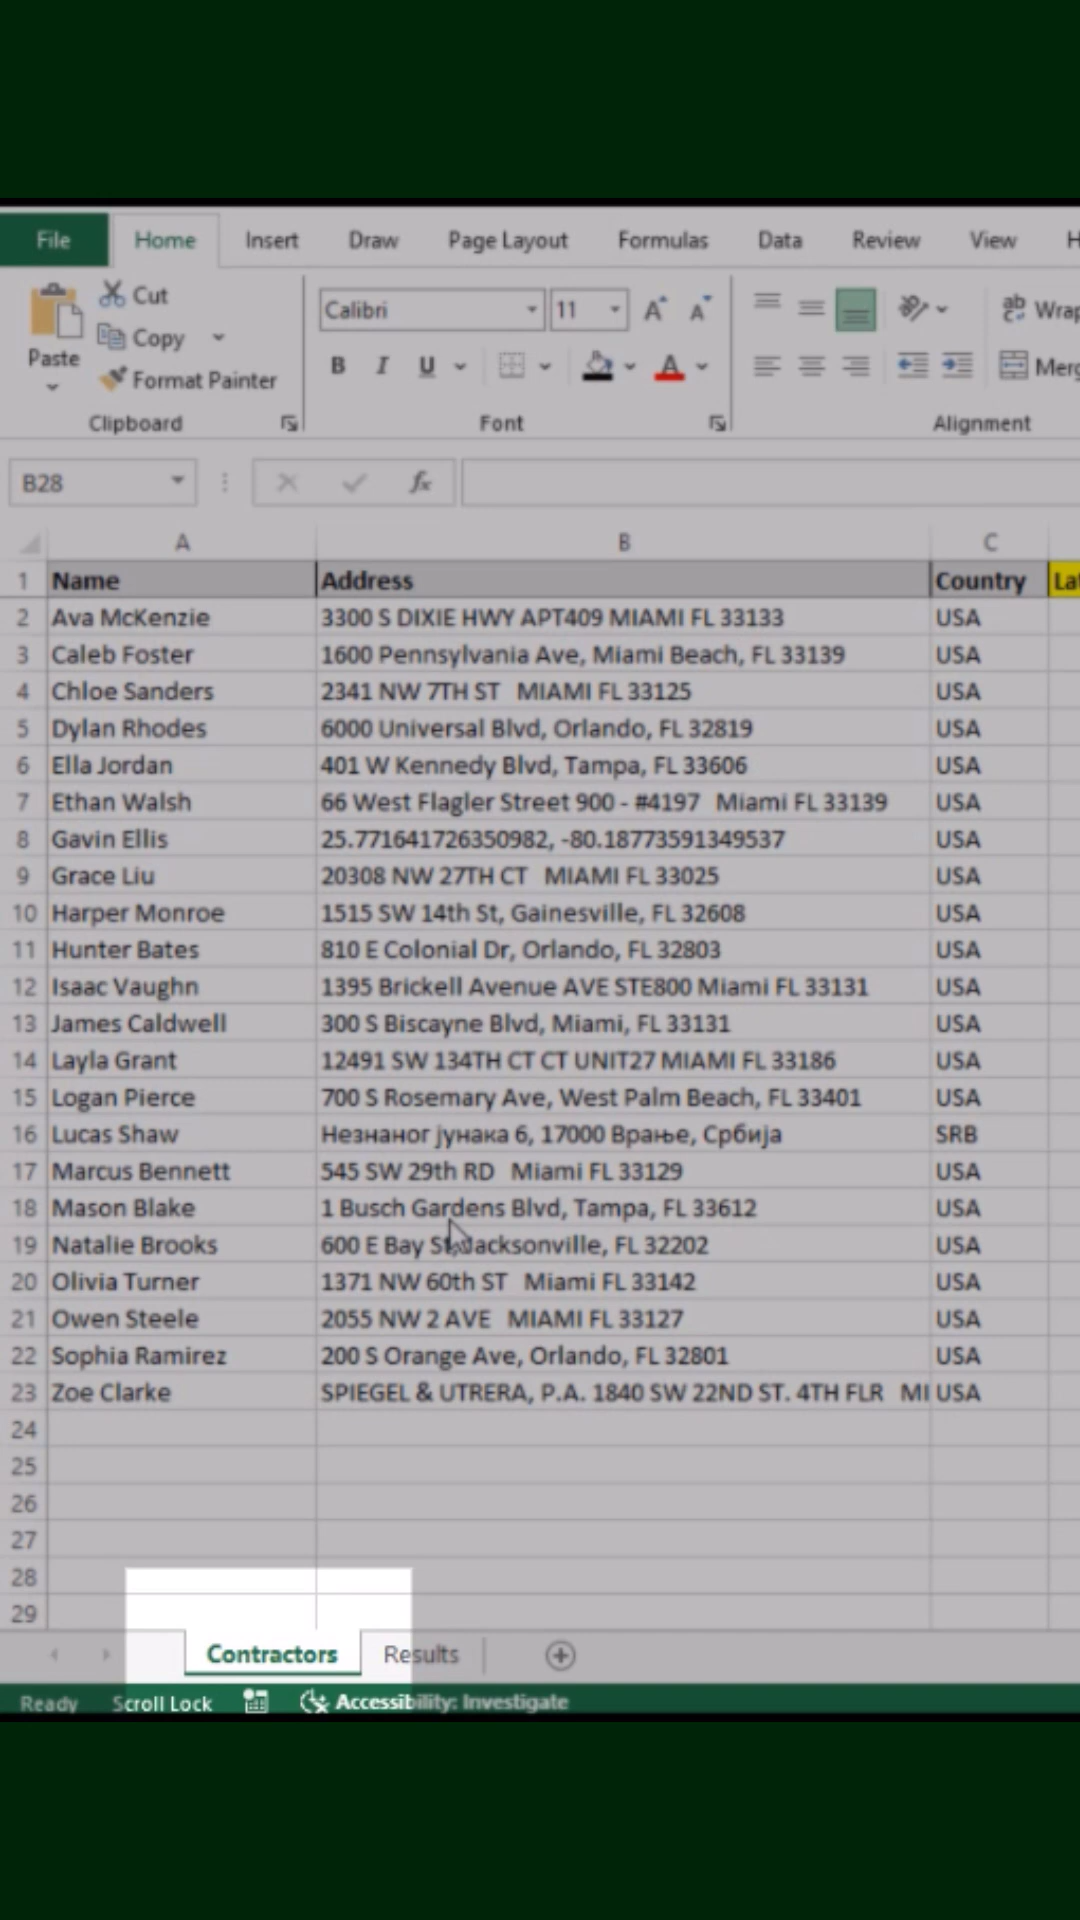 File Home Insert Draw Page Layout Formulas Data Review View H
Cut
Copy
Format Painter
Paste
Calibri 11 A A
B I U A
ab Wrap
Merg
Clipboard Font Alignment
B28 fx
A B C
1 Name Address Country Lat
2 Ava McKenzie 3300 S DIXIE HWY APT409 MIAMI FL 33133 USA
3 Caleb Foster 1600 Pennsylvania Ave, Miami Beach, FL 33139 USA
4 Chloe Sanders 2341 NW 7TH ST MIAMI FL 33125 USA
5 Dylan Rhodes 6000 Universal Blvd, Orlando, FL 32819 USA
6 Ella Jordan 401 W Kennedy Blvd, Tampa, FL 33606 USA
7 Ethan Walsh 66 West Flagler Street 900 - #4197 Miami FL 33139 USA
8 Gavin Ellis 25.771641726350982, -80.18773591349537 USA
9 Grace Liu 20308 NW 27TH CT MIAMI FL 33025 USA
10 Harper Monroe 1515 SW 14th St, Gainesville, FL 32608 USA
11 Hunter Bates 810 E Colonial Dr, Orlando, FL 32803 USA
12 Isaac Vaughn 1395 Brickell Avenue AVE STE800 Miami FL 33131 USA
13 James Caldwell 300 S Biscayne Blvd, Miami, FL 33131 USA
14 Layla Grant 12491 SW 134TH CT CT UNIT27 MIAMI FL 33186 USA
15 Logan Pierce 700 S Rosemary Ave, West Palm Beach, FL 33401 USA
16 Lucas Shaw Незнаног јунака 6, 17000 Врање, Србија SRB
17 Marcus Bennett 545 SW 29th RD Miami FL 33129 USA
18 Mason Blake 1 Busch Gardens Blvd, Tampa, FL 33612 USA
19 Natalie Brooks 600 E Bay St, Jacksonville, FL 32202 USA
20 Olivia Turner 1371 NW 60th ST Miami FL 33142 USA
21 Owen Steele 2055 NW 2 AVE MIAMI FL 33127 USA
22 Sophia Ramirez 200 S Orange Ave, Orlando, FL 32801 USA
23 Zoe Clarke SPIEGEL & UTRERA, P.A. 1840 SW 22ND ST. 4TH FLR MI USA
24
25
26
27
28
29
Contractors Results
Ready Scroll Lock Accessibility: Investigate